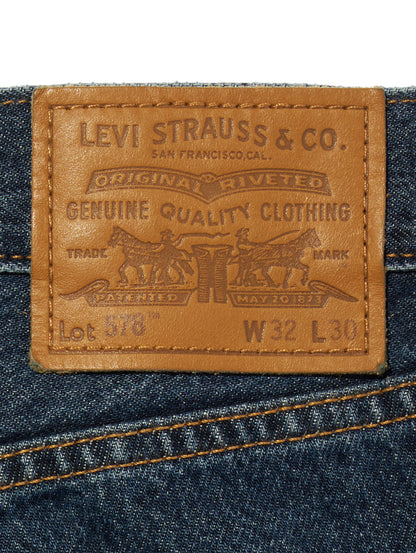 LEVI STRAUSS & CO.
SAN FRANCISCO, CAL.
ORIGINAL RIVETED
GENUINE QUALITY CLOTHING
TRADE MARK
PATENTED MAY 20 1873
Lot 578™ W 32 L 30